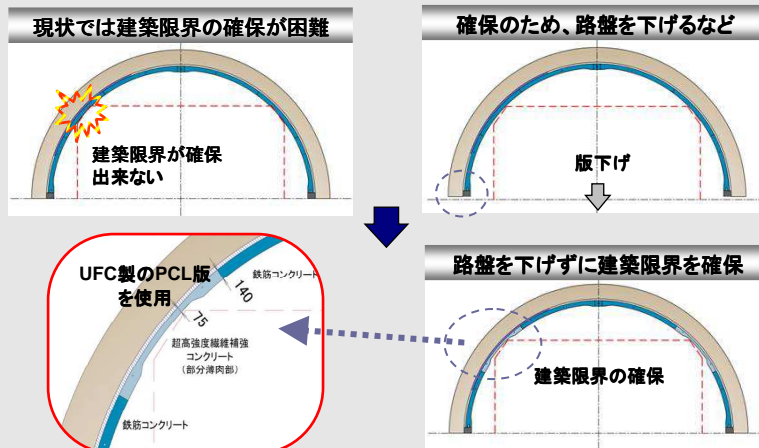 現状では建築限界の確保が困難
建築限界が確保
出来ない
確保のため、路盤を下げるなど
版下げ
UFC製のPCL版
を使用
鉄筋コンクリート
140
75
超高強度繊維補強
コンクリート
(部分薄肉部)
鉄筋コンクリート
路盤を下げずに建築限界を確保
建築限界の確保